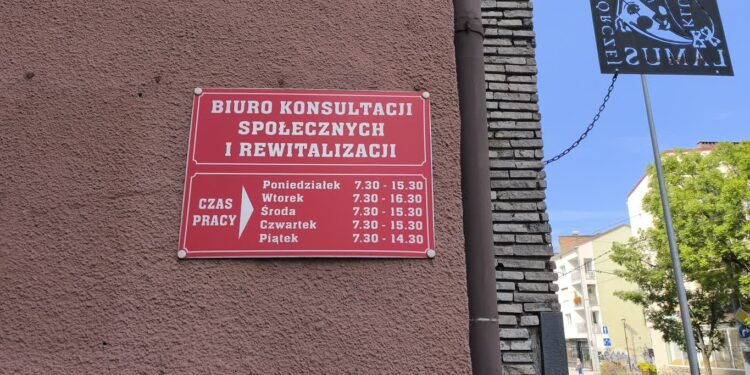 BIURO KONSULTACJI
SPOŁECZNYCH
I REWITALIZACJI
CZAS
PRACY
Poniedziałek 7.30 - 15.30
Wtorek 7.30 - 16.30
Środa 7.30 - 15.30
Czwartek 7.30 - 15.30
Piątek 7.30 - 14.30
LAMUS